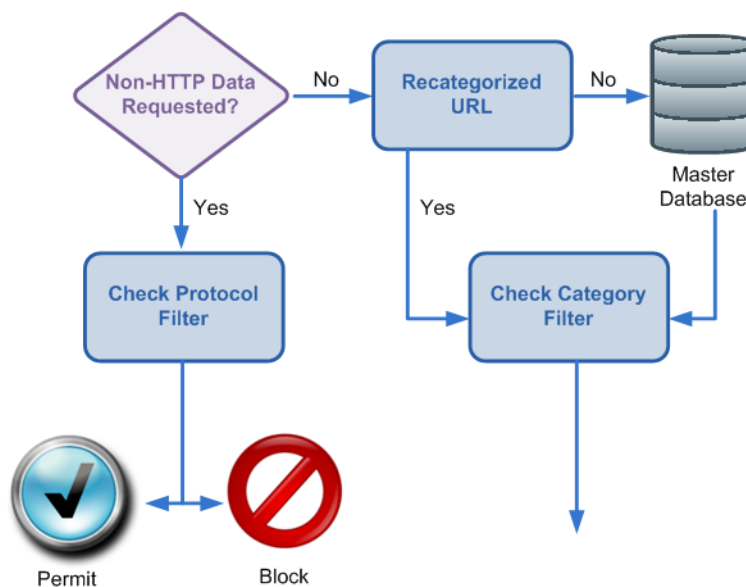 Non-HTTP Data
Requested?
No
Recategorized
URL
No
Master
Database
Yes
Yes
Check Protocol
Filter
Check Category
Filter
Permit
Block